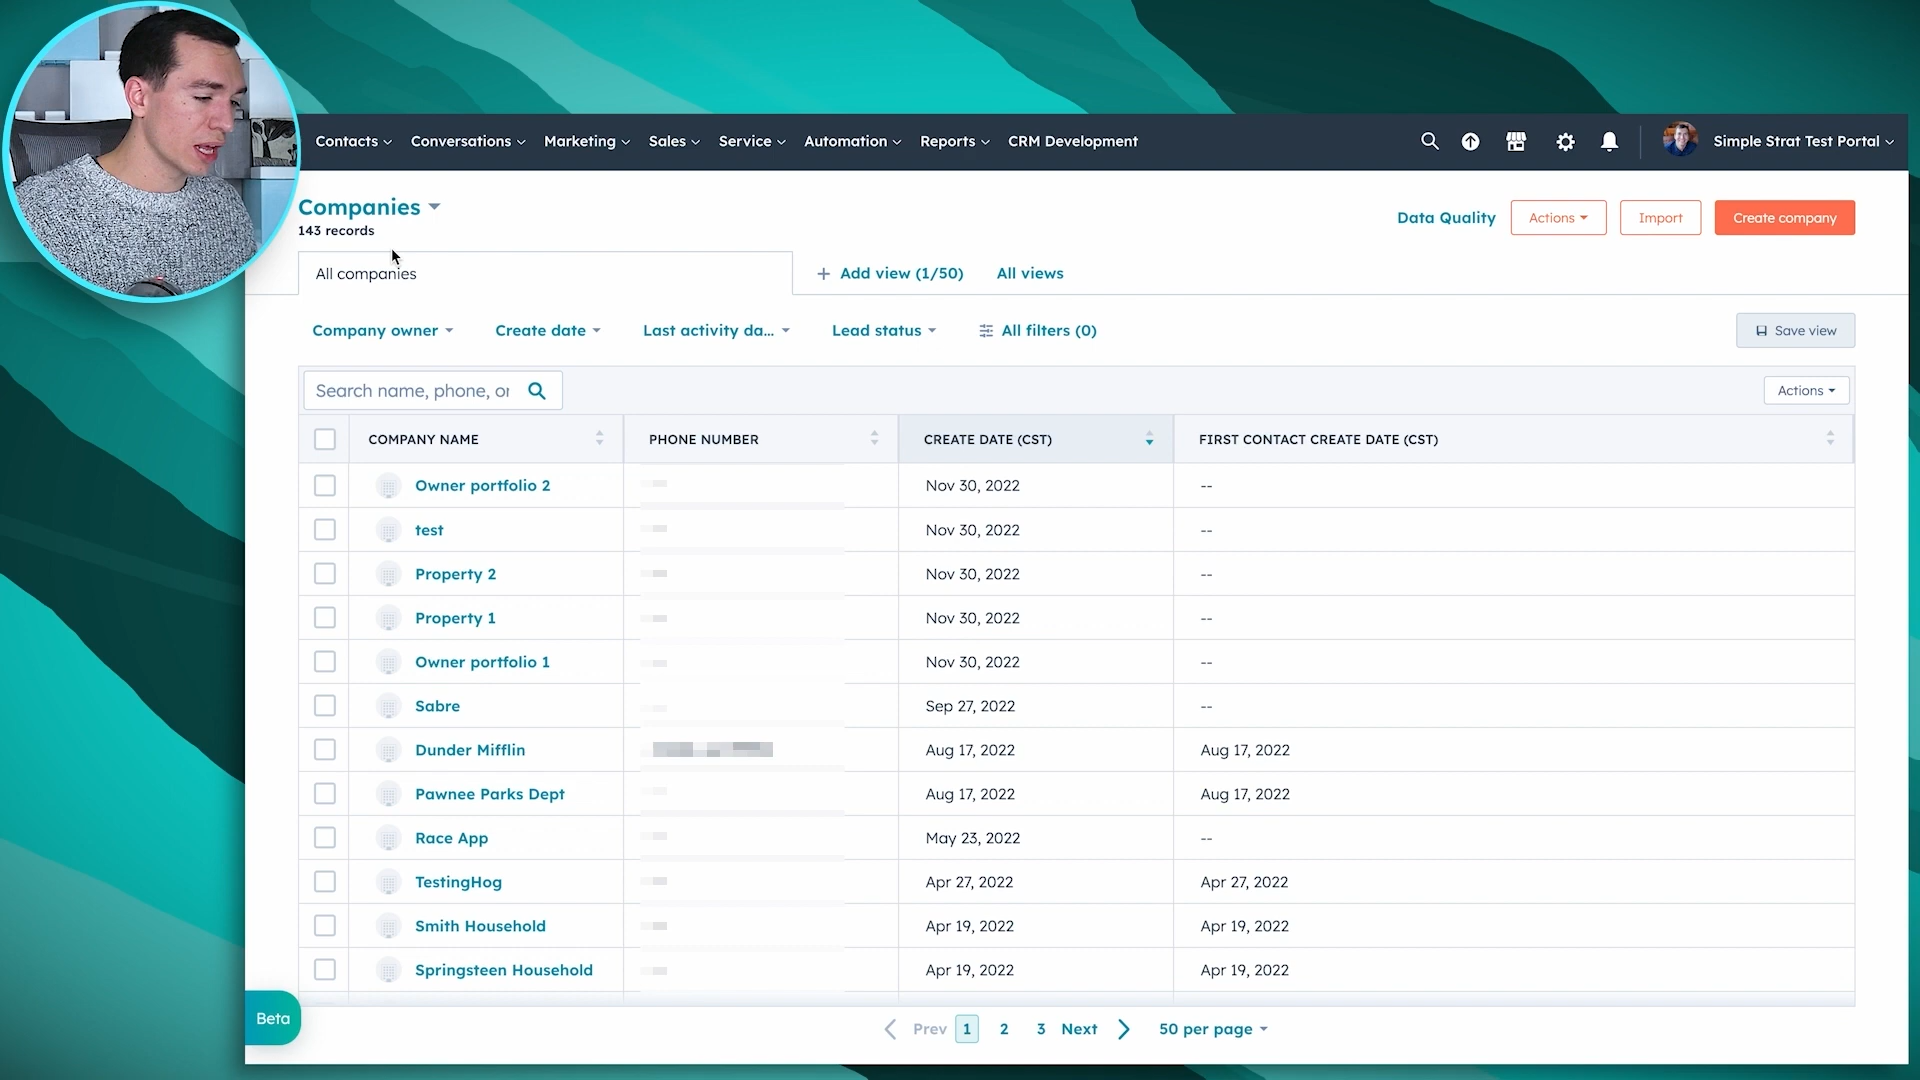 Contacts Conversations Marketing Sales Service Automation Reports CRM Development Simple Strat Test Portal
Companies
143 records
Data Quality Actions Import Create company
All companies + Add view (1/50) All views
Company owner Create date Last activity da... Lead status All filters (0) Save view
Search name, phone, or Actions
COMPANY NAME PHONE NUMBER CREATE DATE (CST) FIRST CONTACT CREATE DATE (CST)
Owner portfolio 2 Nov 30, 2022 --
test Nov 30, 2022 --
Property 2 Nov 30, 2022 --
Property 1 Nov 30, 2022 --
Owner portfolio 1 Nov 30, 2022 --
Sabre Sep 27, 2022 --
Dunder Mifflin Aug 17, 2022 Aug 17, 2022
Pawnee Parks Dept Aug 17, 2022 Aug 17, 2022
Race App May 23, 2022 --
TestingHog Apr 27, 2022 Apr 27, 2022
Smith Household Apr 19, 2022 Apr 19, 2022
Springsteen Household Apr 19, 2022 Apr 19, 2022
Beta
Prev 1 2 3 Next 50 per page